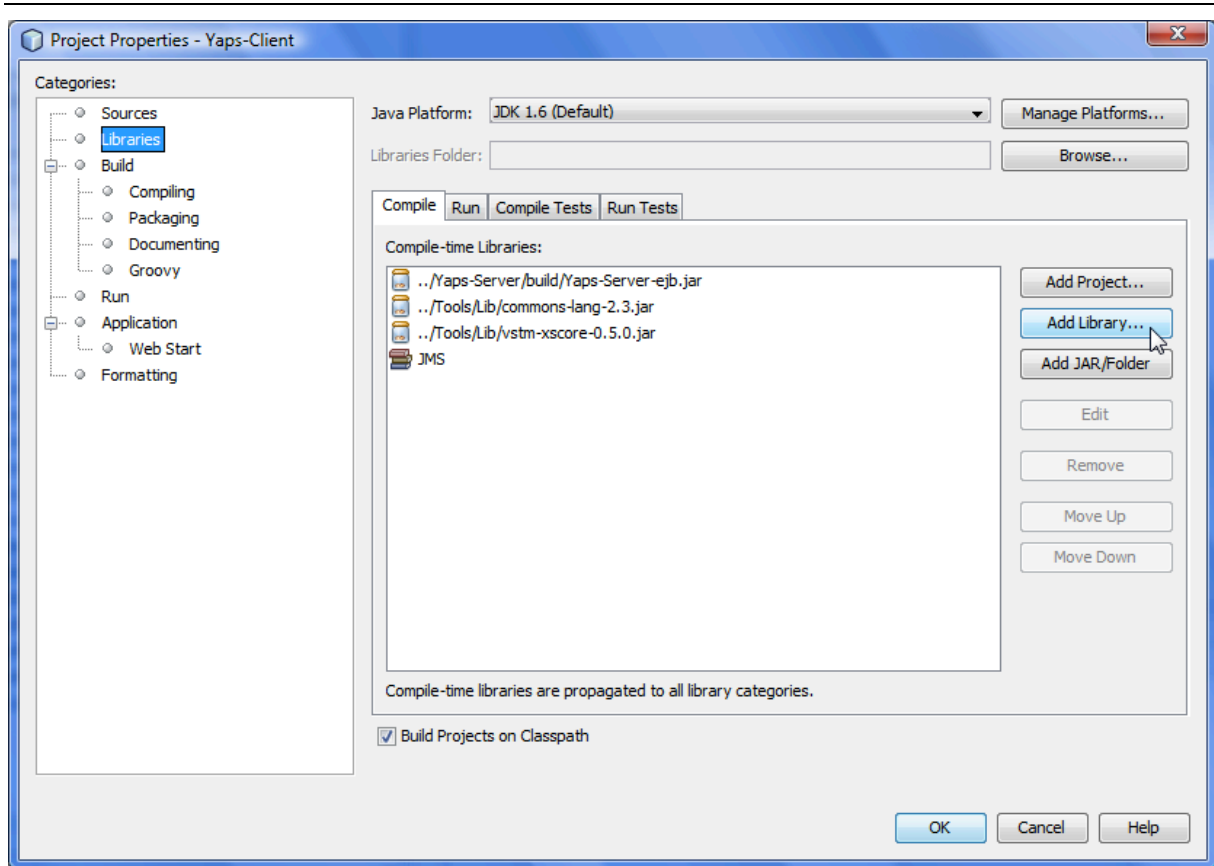 Project Properties - Yaps-Client
X
Categories:
Sources
Libraries
Build
Compiling
Packaging
Documenting
Groovy
Run
Application
Web Start
Formatting
Java Platform: JDK 1.6 (Default) Manage Platforms...
Libraries Folder: Browse...
Compile Run Compile Tests Run Tests
Compile-time Libraries:
../Yaps-Server/build/Yaps-Server-ejb.jar
../Tools/Lib/commons-lang-2.3.jar
../Tools/Lib/vstm-xscore-0.5.0.jar
JMS
Add Project...
Add Library...
Add JAR/Folder
Edit
Remove
Move Up
Move Down
Compile-time libraries are propagated to all library categories.
Build Projects on Classpath
OK Cancel Help